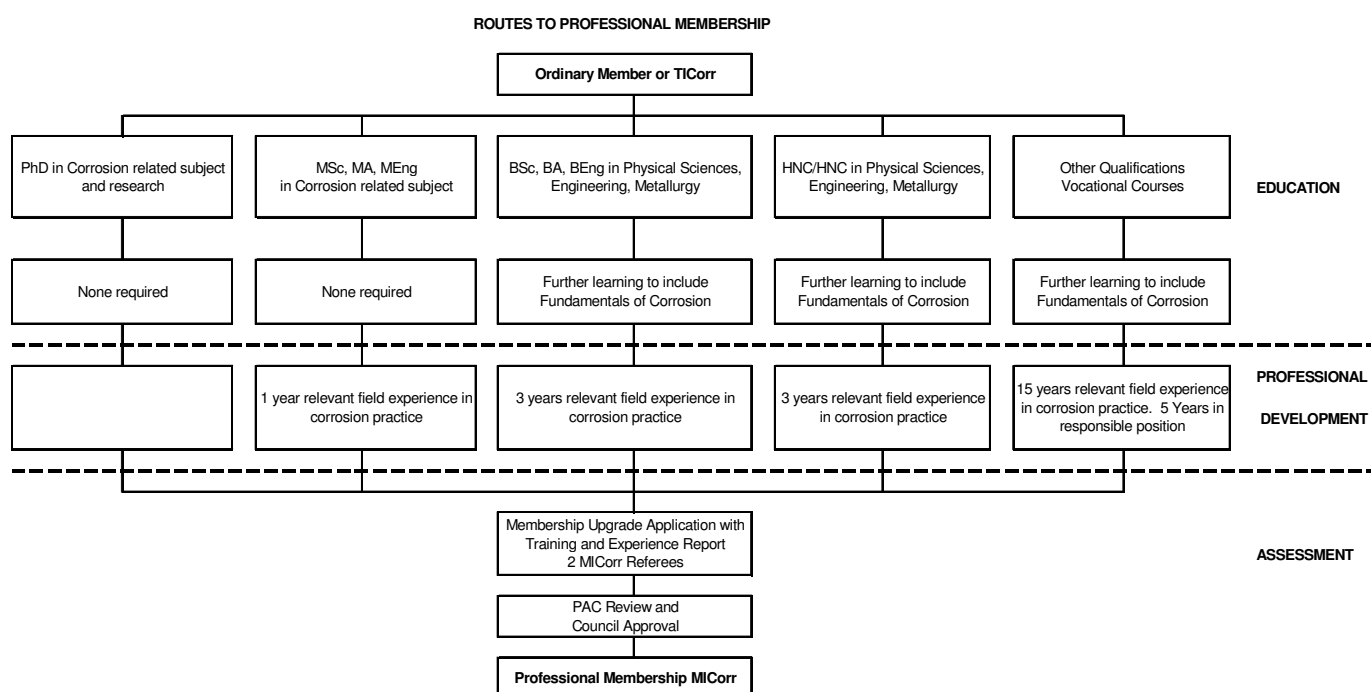 ROUTES TO PROFESSIONAL MEMBERSHIP
Ordinary Member or TICorr
PhD in Corrosion related subject
and research
MSc, MA, MEng
in Corrosion related subject
BSc, BA, BEng in Physical Sciences,
Engineering, Metallurgy
HNC/HNC in Physical Sciences,
Engineering, Metallurgy
Other Qualifications
Vocational Courses
EDUCATION
None required
None required
Further learning to include
Fundamentals of Corrosion
Further learning to include
Fundamentals of Corrosion
Further learning to include
Fundamentals of Corrosion
1 year relevant field experience in
corrosion practice
3 years relevant field experience in
corrosion practice
3 years relevant field experience
in corrosion practice
15 years relevant field experience
in corrosion practice. 5 Years in
responsible position
PROFESSIONAL
DEVELOPMENT
Membership Upgrade Application with
Training and Experience Report
2 MICorr Referees
ASSESSMENT
PAC Review and
Council Approval
Professional Membership MICorr